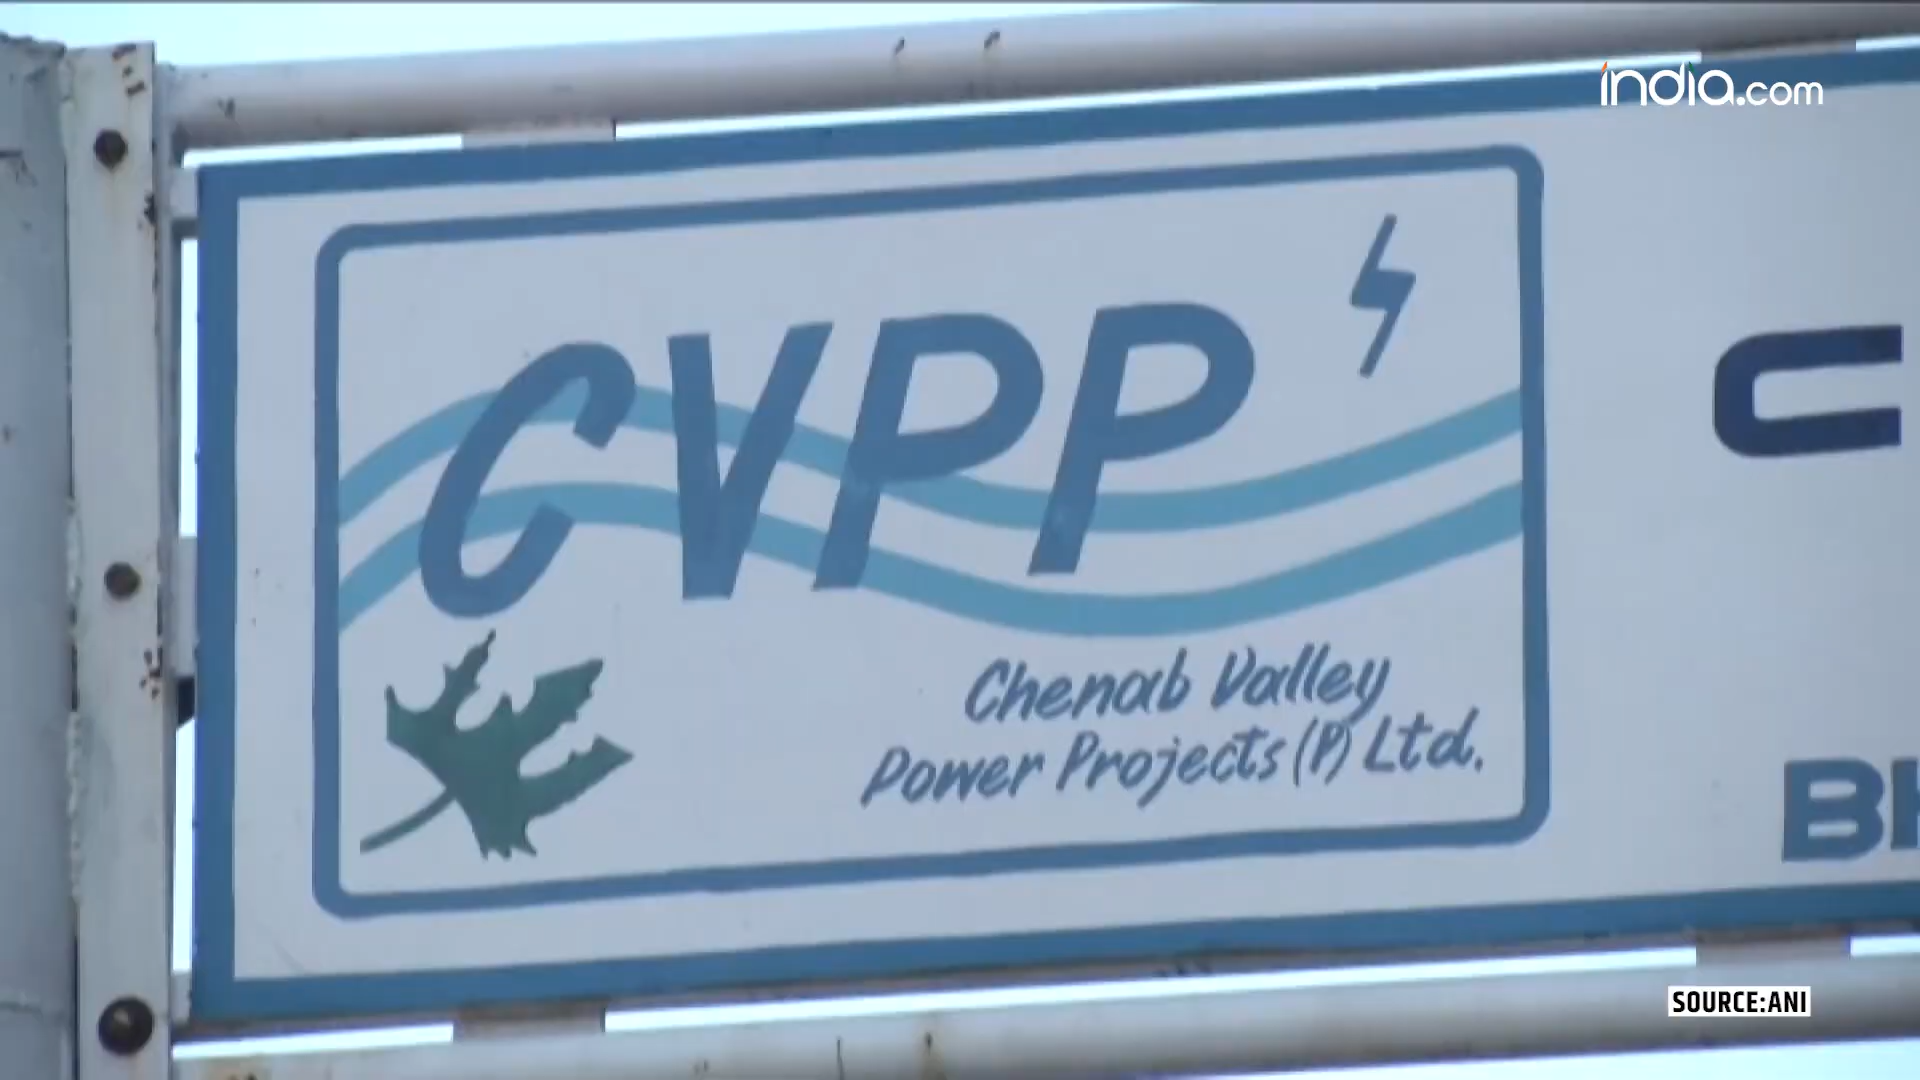 india.com
CVPP
Chenab Valley
Power Projects (P) Ltd.
SOURCE:ANI